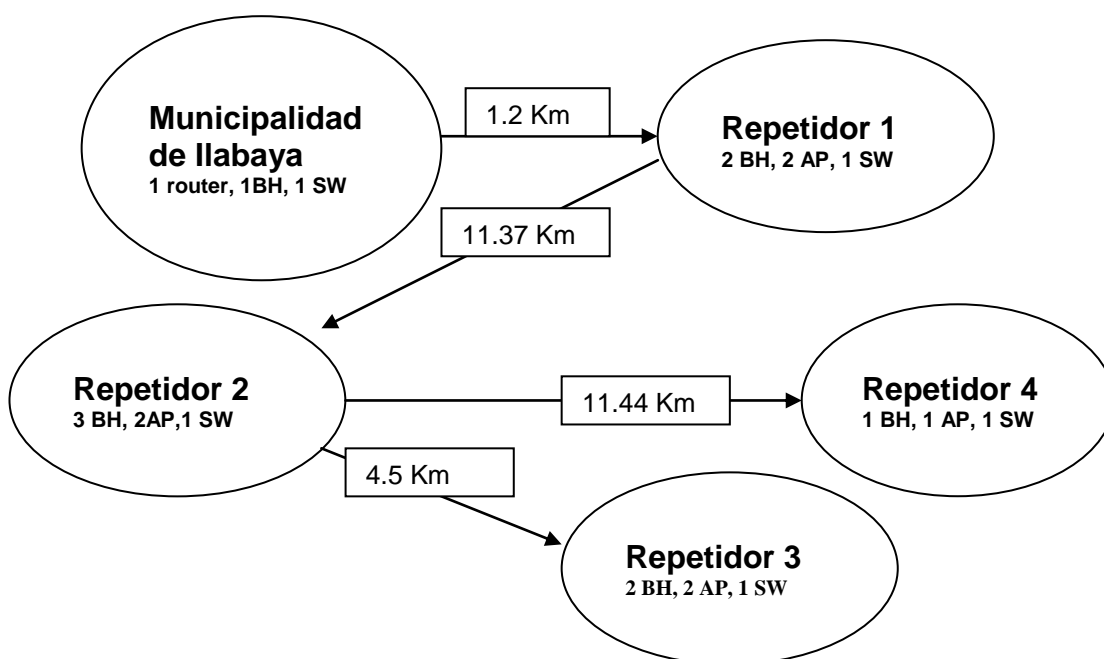 Municipalidad
de Ilabaya
1 router, 1BH, 1 SW
1.2 Km
Repetidor 1
2 BH, 2 AP, 1 SW
11.37 Km
Repetidor 2
3 BH, 2AP,1 SW
11.44 Km
Repetidor 4
1 BH, 1 AP, 1 SW
4.5 Km
Repetidor 3
2 BH, 2 AP, 1 SW